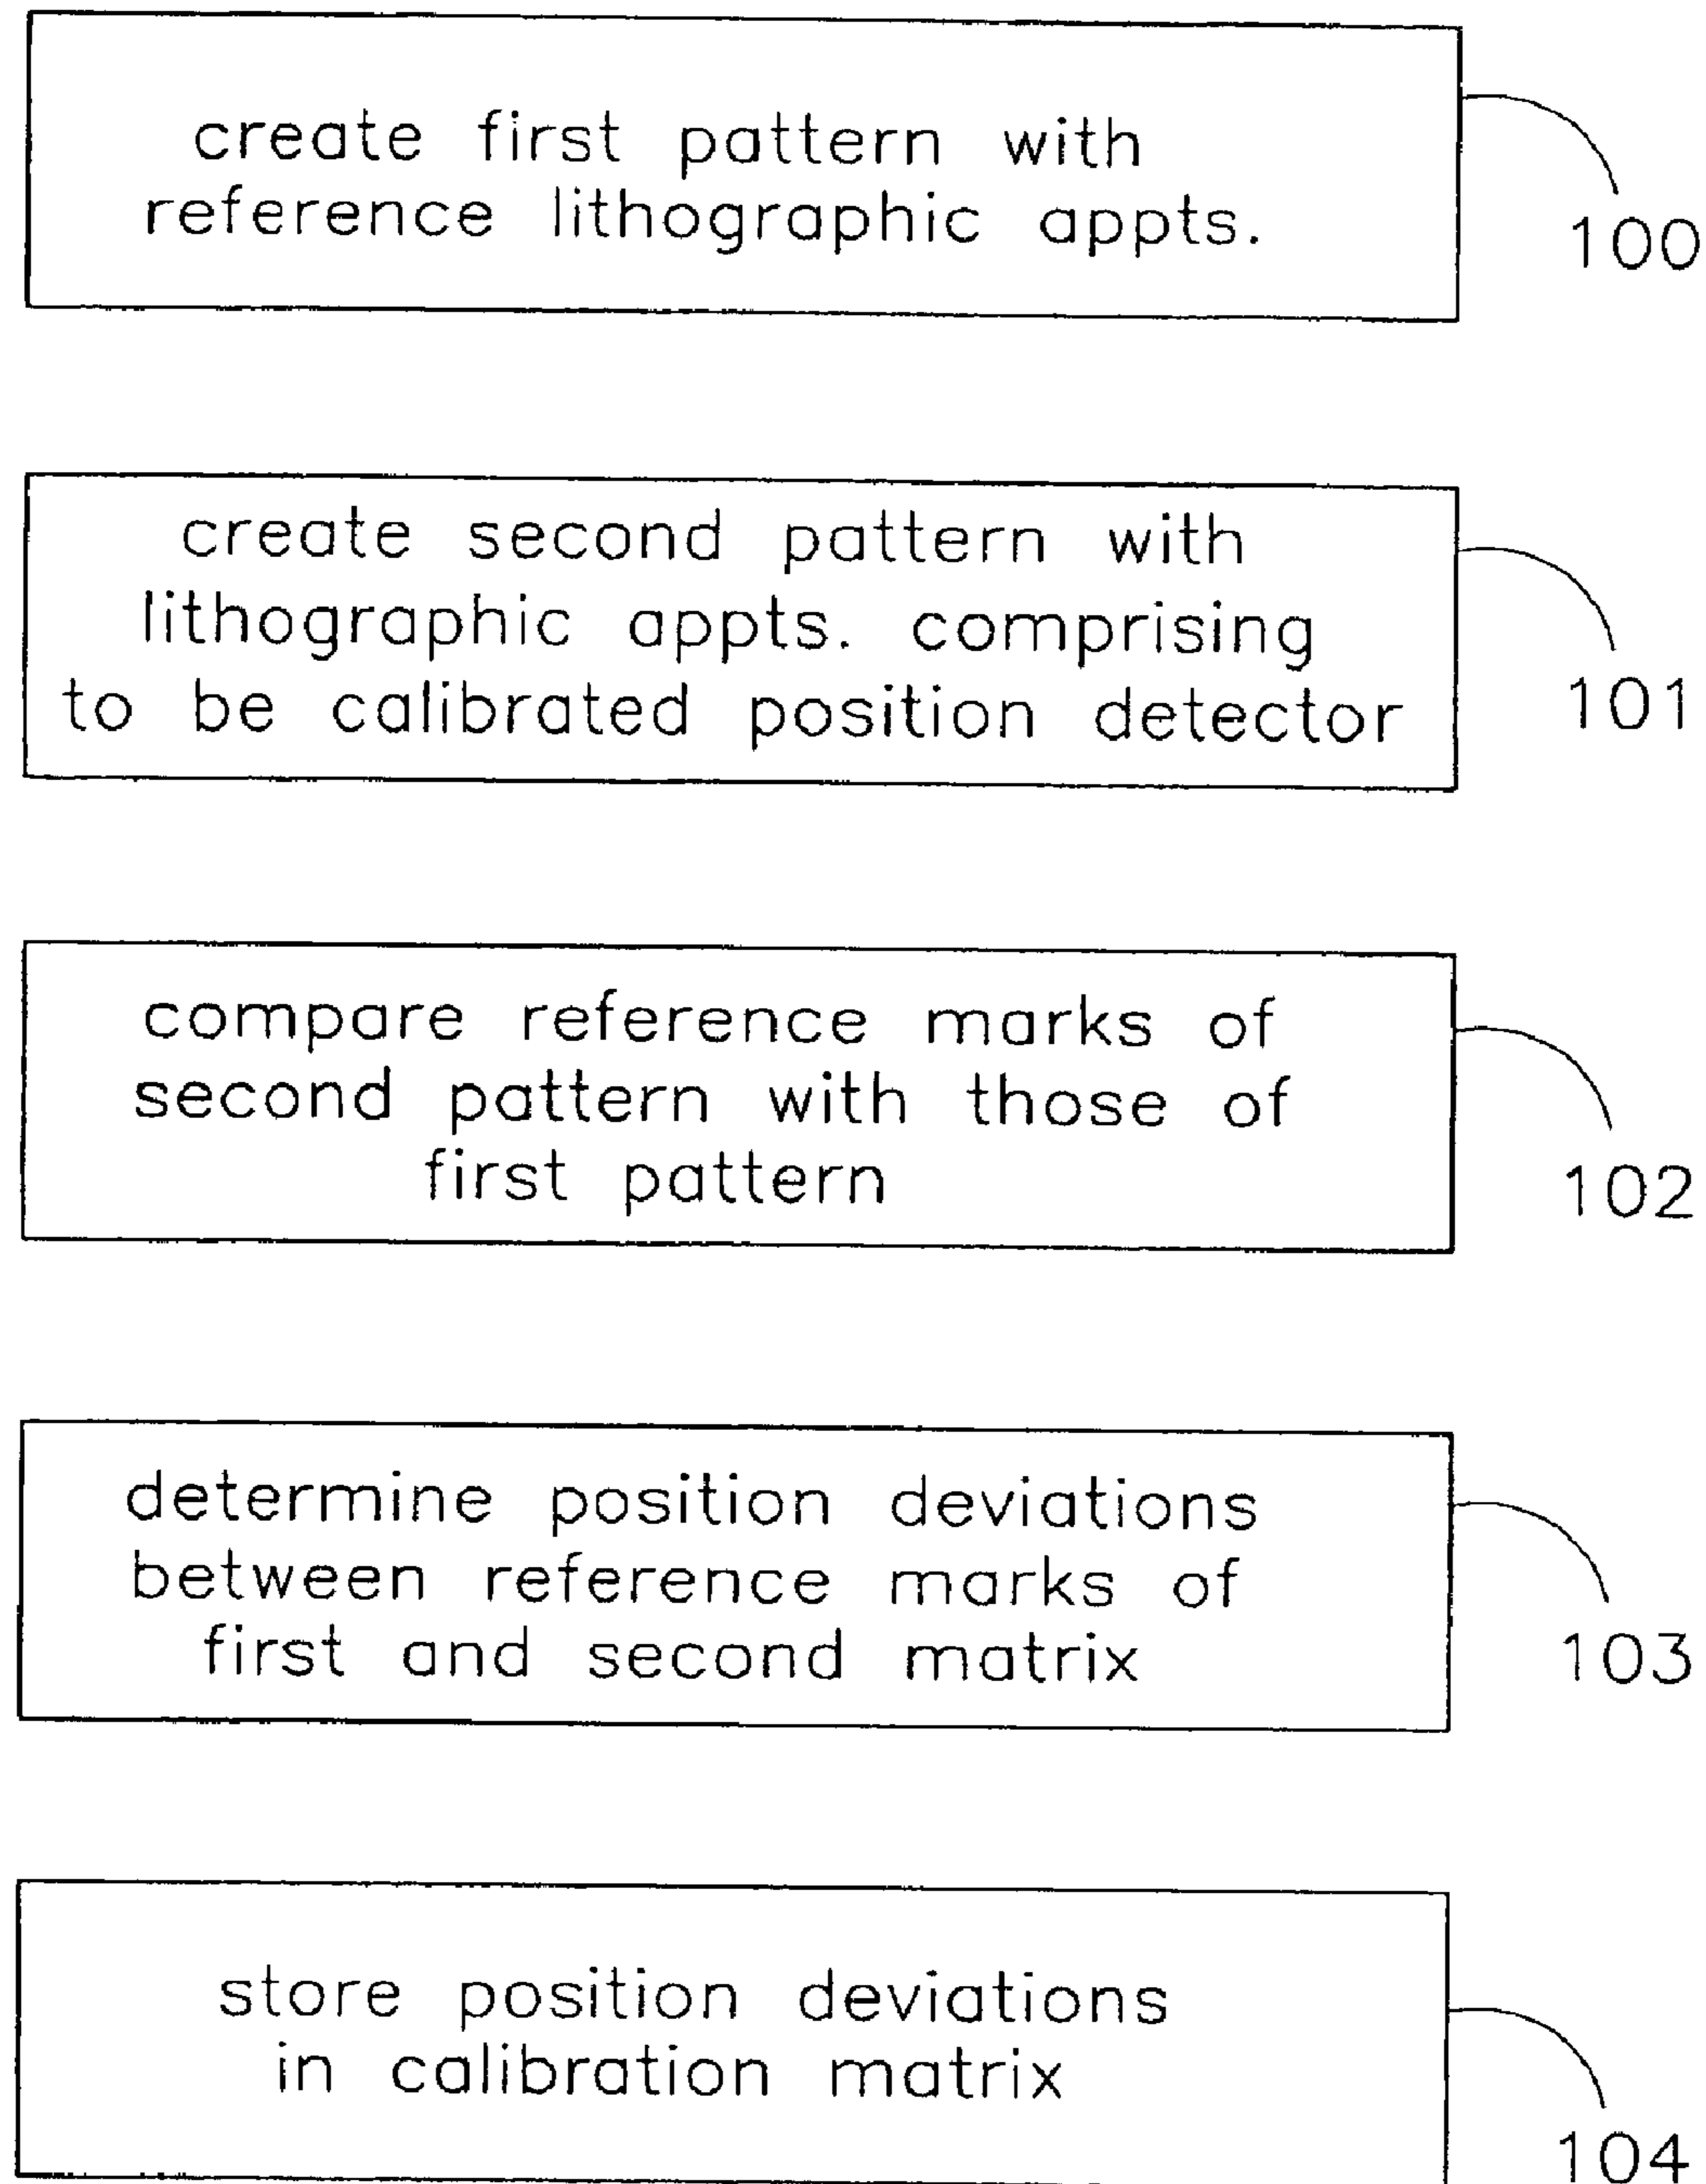 create first pattern with
reference lithographic appts.
100
create second pattern with
lithographic appts. comprising
to be calibrated position detector
101
compare reference marks of
second pattern with those of
first pattern
102
determine position deviations
between reference marks of
first and second matrix
103
store position deviations
in calibration matrix
104